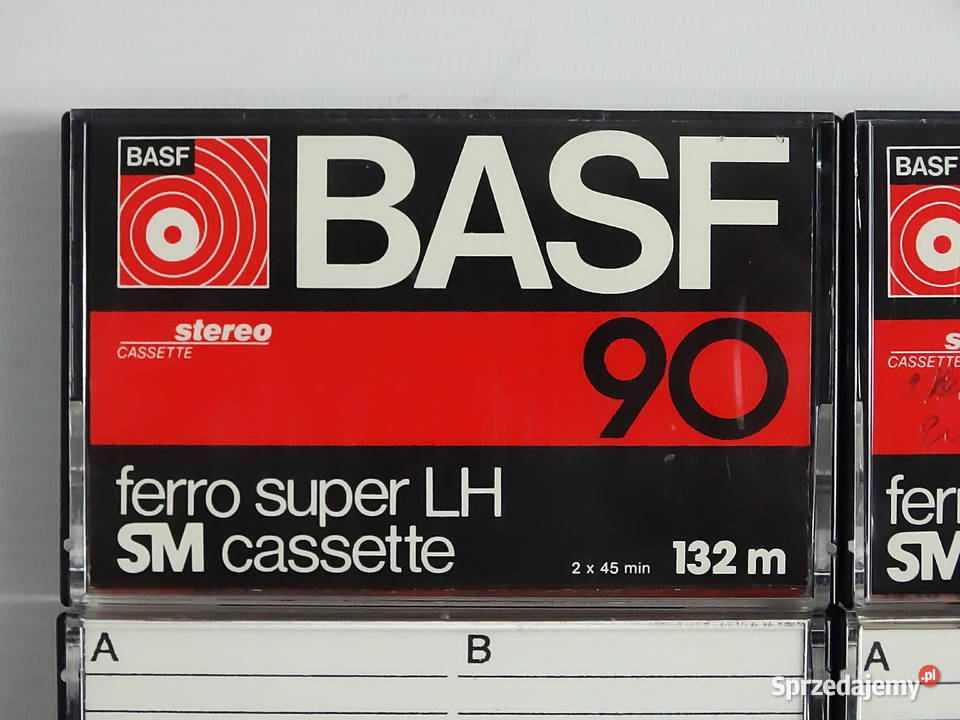 BASF
BASF
stereo
CASSETTE
90
ferro super LH
SM cassette
2 x 45 min
132 m
BASF
s
CASSETTE
ferr
SM
A
B
A
Sprzedajemy.pl